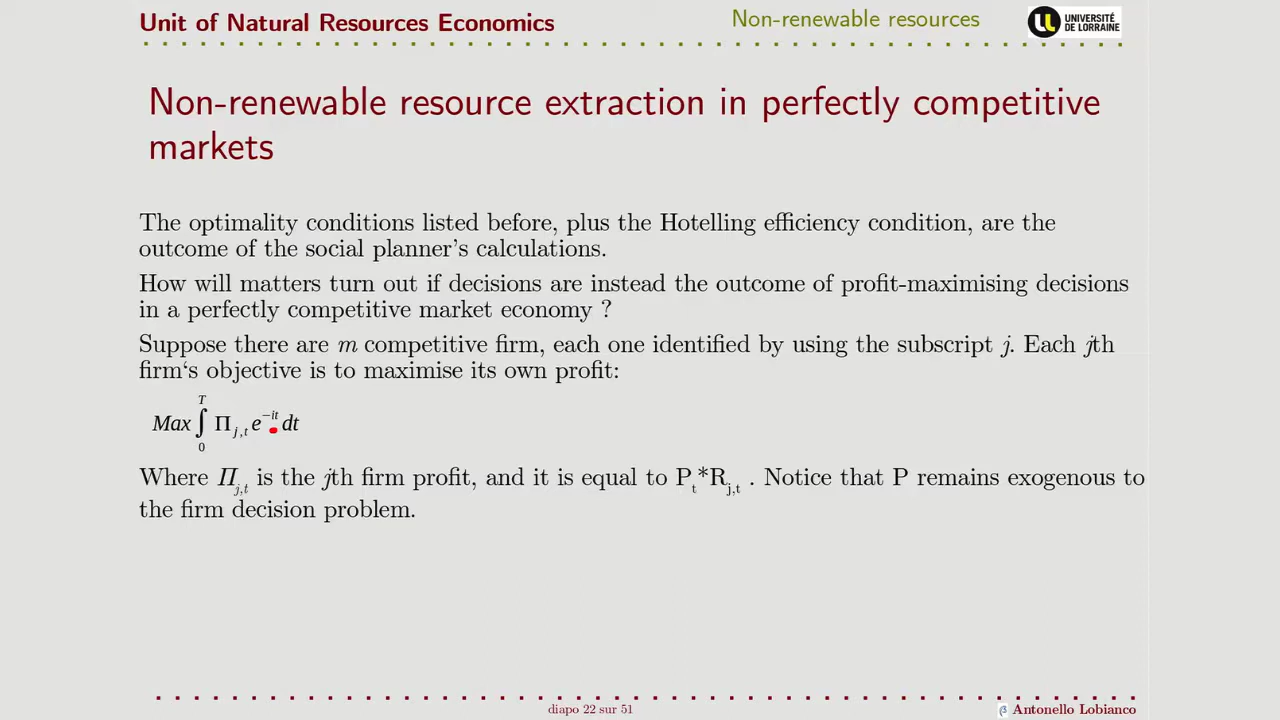 Unit of Natural Resources Economics
Non-renewable resources
UNIVERSITÉ
DE LORRAINE
Non-renewable resource extraction in perfectly competitive
markets
The optimality conditions listed before, plus the Hotelling efficiency condition, are the
outcome of the social planner's calculations.
How will matters turn out if decisions are instead the outcome of profit-maximising decisions
in a perfectly competitive market economy ?
Suppose there are m competitive firm, each one identified by using the subscript j. Each jth
firm‘s objective is to maximise its own profit:
Max ∫₀ᵀ Π_{j,t} e^{−it} dt
Where Π_{j,t} is the jth firm profit, and it is equal to P_t*R_{j,t} . Notice that P remains exogenous to
the firm decision problem.
diapo 22 sur 51
Antonello Lobianco